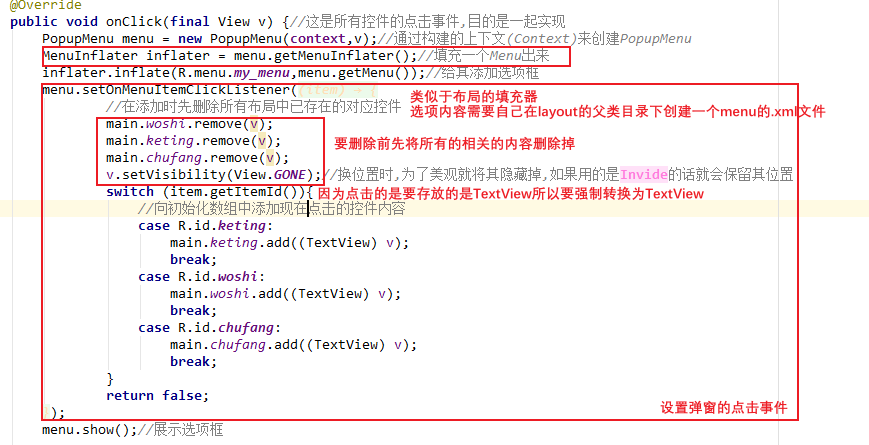 @Override
public void onClick(final View v) {//这是所有控件的点击事件,目的是一起实现
PopupMenu menu = new PopupMenu(context,v);//通过构建的上下文(Context)来创建PopupMenu
MenuInflater inflater = menu.getMenuInflater();//填充一个Menu出来
inflater.inflate(R.menu.my_menu,menu.getMenu());//给其添加选项框
menu.setOnMenuItemClickListener((item) → {
类似于布局的填充器
//在添加时先删除所有布局中已存在的对应控件
选项内容需要自己在layout的父类目录下创建一个menu的.xml文件
main.woshi.remove(v);
main.keting.remove(v);
要删除前先将所有的相关的内容删除掉
main.chufang.remove(v);
v.setVisibility(View.GONE);//换位置时,为了美观就将其隐藏掉,如果用的是Invide的话就会保留其位置
switch (item.getItemId()){
因为点击的是要存放的是TextView所以要强制转换为TextView
//向初始化数组中添加现在点击的控件内容
case R.id.keting:
main.keting.add((TextView) v);
break;
case R.id.woshi:
main.woshi.add((TextView) v);
break;
case R.id.chufang:
main.chufang.add((TextView) v);
break;
}
return false;
设置弹窗的点击事件
});
menu.show();//展示选项框